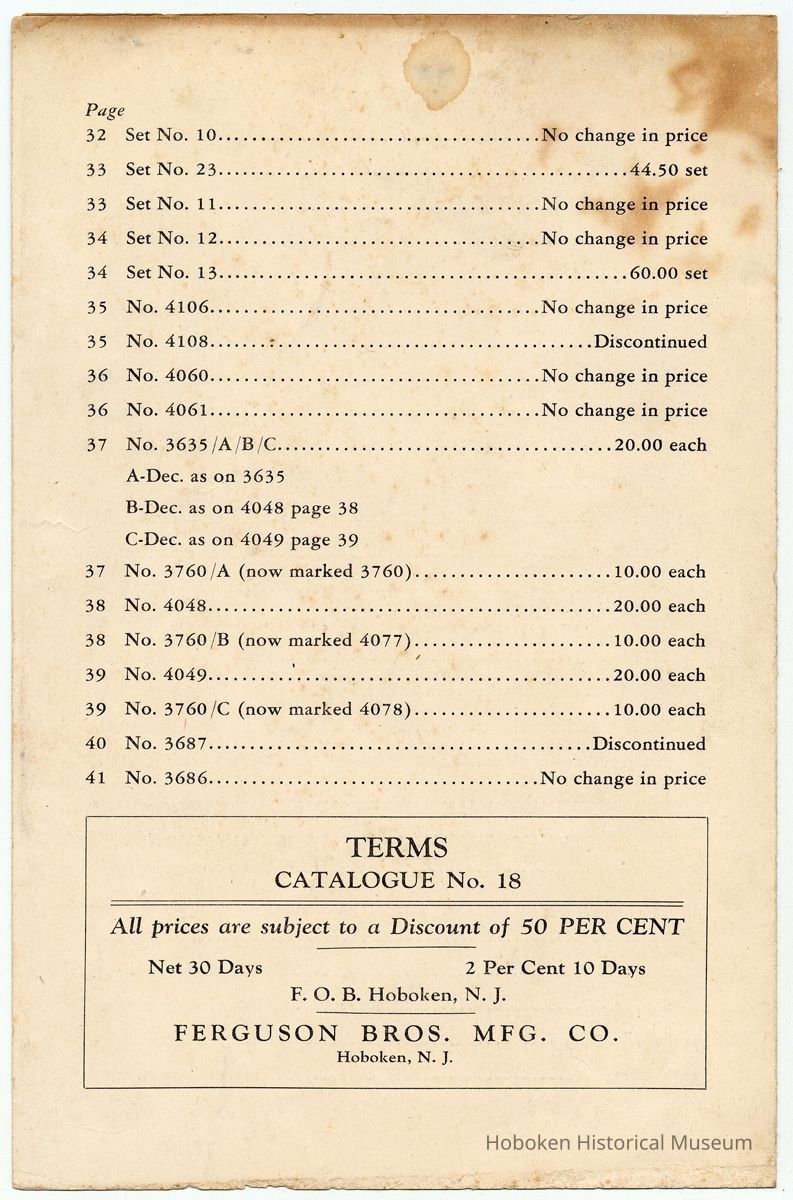 Page
32 Set No. 10......................................No change in price
33 Set No. 23................................................44.50 set
33 Set No. 11......................................No change in price
34 Set No. 12......................................No change in price
34 Set No. 13................................................60.00 set
35 No. 4106.......................................No change in price
35 No. 4108.............................................Discontinued
36 No. 4060.......................................No change in price
36 No. 4061.......................................No change in price
37 No. 3635/A/B/C.......................................20.00 each
A-Dec. as on 3635
B-Dec. as on 4048 page 38
C-Dec. as on 4049 page 39
37 No. 3760/A (now marked 3760).......................10.00 each
38 No. 4048...............................................20.00 each
38 No. 3760/B (now marked 4077).......................10.00 each
39 No. 4049...............................................20.00 each
39 No. 3760/C (now marked 4078).......................10.00 each
40 No. 3687.............................................Discontinued
41 No. 3686.......................................No change in price
TERMS
CATALOGUE No. 18
All prices are subject to a Discount of 50 PER CENT
Net 30 Days 2 Per Cent 10 Days
F. O. B. Hoboken, N. J.
FERGUSON BROS. MFG. CO.
Hoboken, N. J.
Hoboken Historical Museum